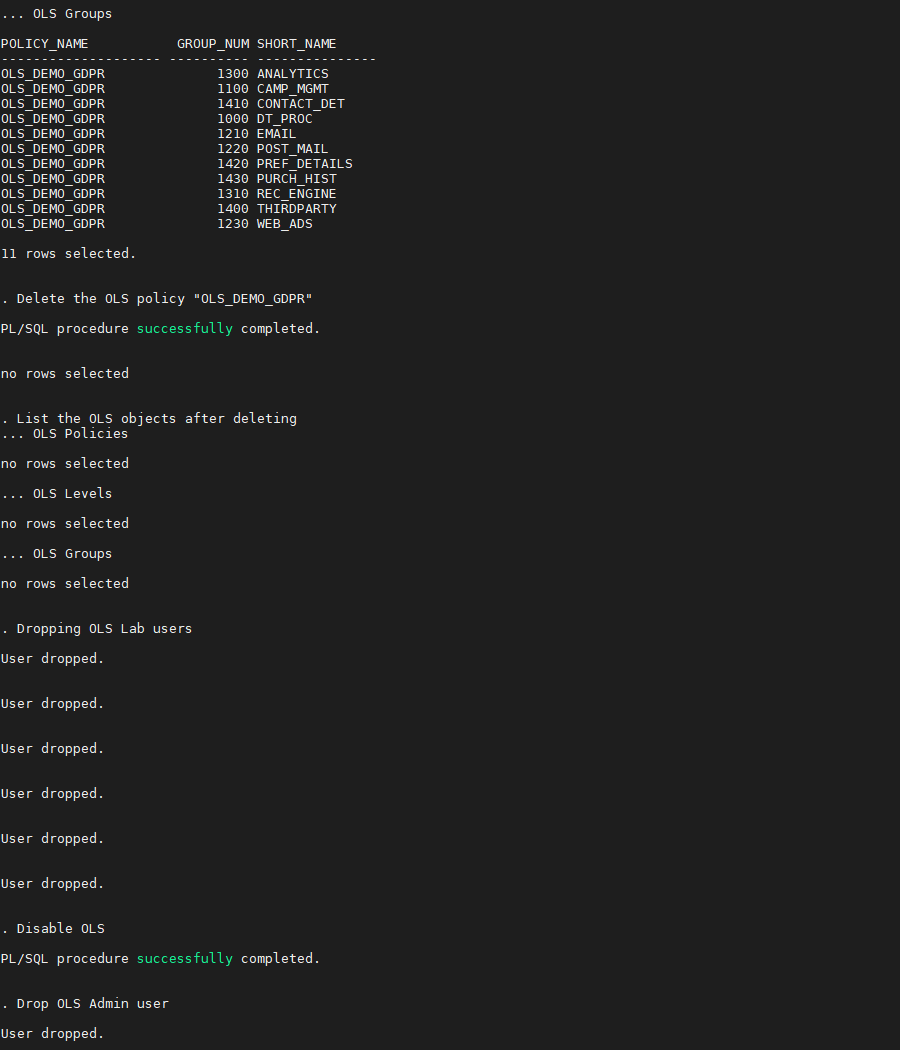 ... OLS Groups
POLICY_NAME           GROUP_NUM SHORT_NAME
-------------------- ---------- ---------------
OLS_DEMO_GDPR              1300 ANALYTICS
OLS_DEMO_GDPR              1100 CAMP_MGMT
OLS_DEMO_GDPR              1410 CONTACT_DET
OLS_DEMO_GDPR              1000 DT_PROC
OLS_DEMO_GDPR              1210 EMAIL
OLS_DEMO_GDPR              1220 POST_MAIL
OLS_DEMO_GDPR              1420 PREF_DETAILS
OLS_DEMO_GDPR              1430 PURCH_HIST
OLS_DEMO_GDPR              1310 REC_ENGINE
OLS_DEMO_GDPR              1400 THIRDPARTY
OLS_DEMO_GDPR              1230 WEB_ADS
11 rows selected.
. Delete the OLS policy "OLS_DEMO_GDPR"
PL/SQL procedure successfully completed.
no rows selected
. List the OLS objects after deleting
... OLS Policies
no rows selected
... OLS Levels
no rows selected
... OLS Groups
no rows selected
. Dropping OLS Lab users
User dropped.
User dropped.
User dropped.
User dropped.
User dropped.
User dropped.
. Disable OLS
PL/SQL procedure successfully completed.
. Drop OLS Admin user
User dropped.